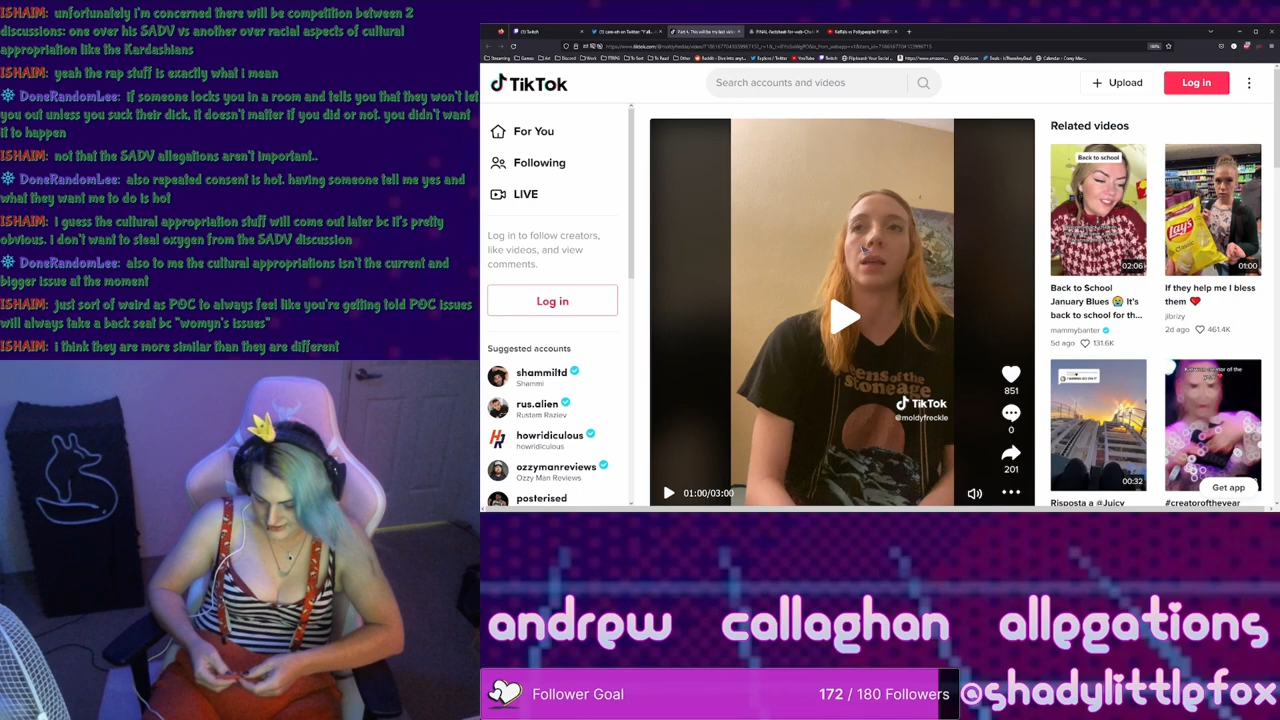 ISHAIM: unfortunately i'm concerned there will be competition between 2
discussions: one over his SADV vs another over racial aspects of cultural
appropriation like the Kardashians
ISHAIM: yeah the rap stuff is exactly what i mean
DoneRandomLee: if someone locks you in a room and tells you that they won't let
you out unless you suck their dick, it doesn't matter if you did or not. you didn't want
it to happen
ISHAIM: not that the SADV allegations aren't important..
DoneRandomLee: also repeated consent is hot. having someone tell me yes and
what they want me to do is hot
ISHAIM: I guess the cultural appropriation stuff will come out later bc it's pretty
obvious. i don't want to steal oxygen from the SADV discussion
DoneRandomLee: also to me the cultural appropriations isn't the current and
bigger issue at the moment
ISHAIM: just sort of weird as POC to always feel like you're getting told POC issues
will always take a back seat bc "womyn's issues"
ISHAIM: i think they are more similar than they are different
TikTok
Search accounts and videos
Upload
Log in
For You
Following
LIVE
Log in to follow creators,
like videos, and view
comments.
Log in
Suggested accounts
shammiltd
Shammi
rus.alien
Rustam Raziev
howridiculous
howridiculous
ozzymanreviews
Ozzy Man Reviews
posterised
TikTok
@moldyfreckle
851
0
201
01:00/03:00
Related videos
Back to school
02:06
Back to School
January Blues 😭 It's
back to school for th...
mammybanter
5d ago 131.6K
Lay's
01:00
If they help me I bless
them ❤️
jibrizy
2d ago 461.4K
00:32
Risposta a @Juicy
Get app
#creatoroftheyear
andrew callaghan allegations
Follower Goal 172 / 180 Followers
@shadylittlefox